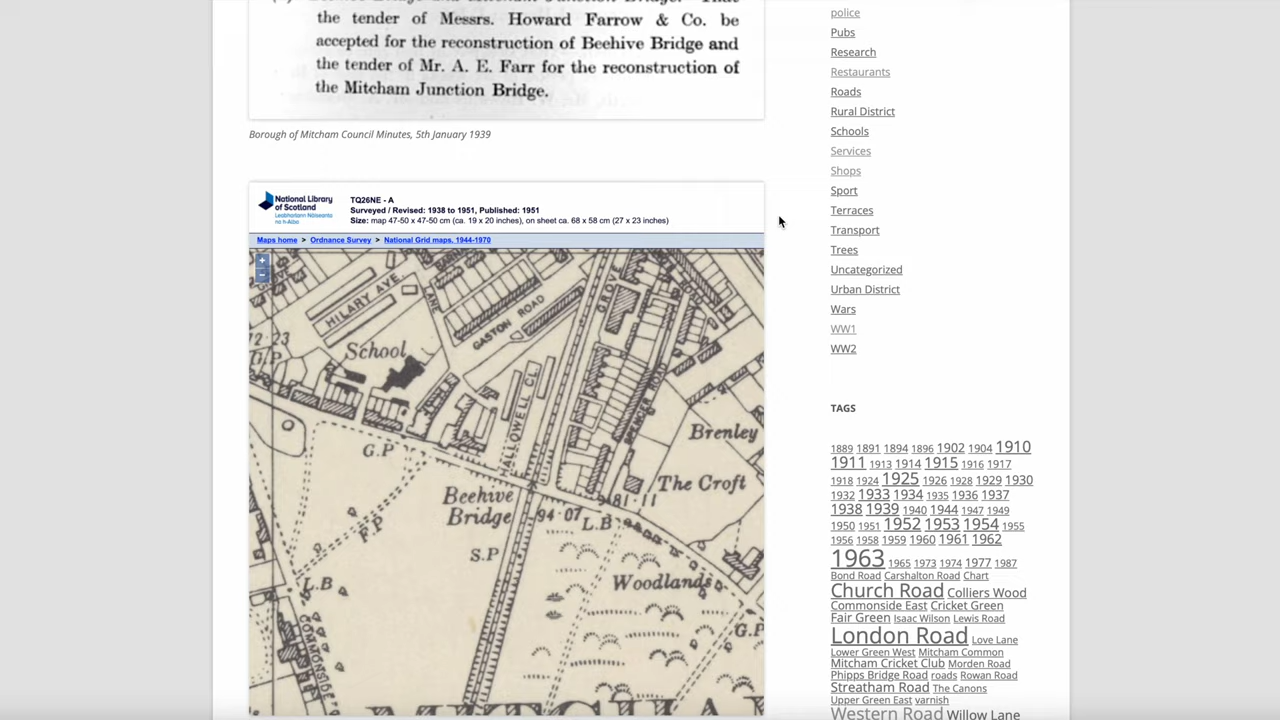 the tender of Messrs. Howard Farrow & Co. be
accepted for the reconstruction of Beehive Bridge and
the tender of Mr. A. E. Farr for the reconstruction of
the Mitcham Junction Bridge.
Borough of Mitcham Council Minutes, 5th January 1939
National Library
of Scotland
Leabharlann Nàiseanta
na h-Alba
TQ26NE - A
Surveyed / Revised: 1938 to 1951, Published: 1951
Size: map 47-50 x 47-50 cm (ca. 19 x 20 inches), on sheet ca. 68 x 58 cm (27 x 23 inches)
Maps home > Ordnance Survey > National Grid maps, 1944-1970
+
−
HILARY AVE.
LANE
GASTON ROAD
GROVE
School
HALLOWELL CL.
SPENCER ROAD
Brenley
G.P
The Croft
Beehive
Bridge
94·07
81·11
L.B
F.P
S.P
L.B
Woodlands
G.P
COMMONSIDE
police
Pubs
Research
Restaurants
Roads
Rural District
Schools
Services
Shops
Sport
Terraces
Transport
Trees
Uncategorized
Urban District
Wars
WW1
WW2
TAGS
1889 1891 1894 1896 1902 1904 1910
1911 1913 1914 1915 1916 1917
1918 1924 1925 1926 1928 1929 1930
1932 1933 1934 1935 1936 1937
1938 1939 1940 1944 1947 1949
1950 1951 1952 1953 1954 1955
1956 1958 1959 1960 1961 1962
1963 1965 1973 1974 1977 1987
Bond Road Carshalton Road Chart
Church Road Colliers Wood
Commonside East Cricket Green
Fair Green Isaac Wilson Lewis Road
London Road Love Lane
Lower Green West Mitcham Common
Mitcham Cricket Club Morden Road
Phipps Bridge Road roads Rowan Road
Streatham Road The Canons
Upper Green East varnish
Western Road Willow Lane